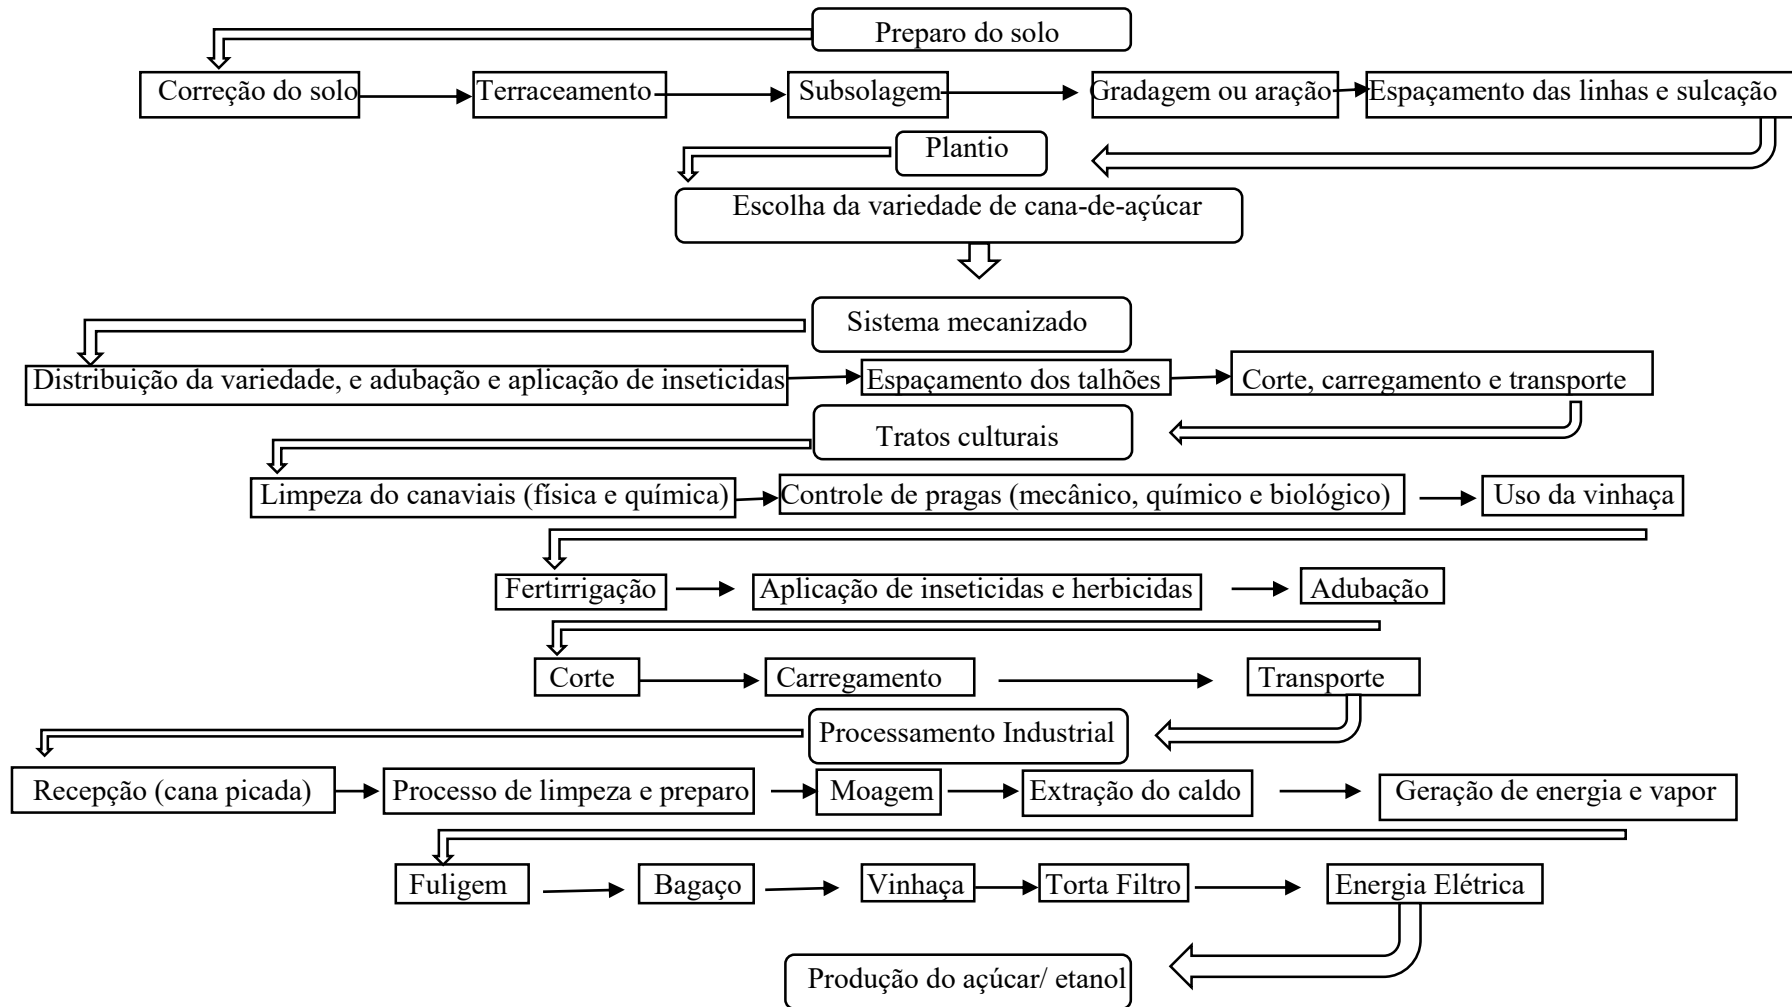 Preparo do solo
Correção do solo
Terraceamento
Subsolagem
Gradagem ou aração
Espaçamento das linhas e sulcação
Plantio
Escolha da variedade de cana-de-açúcar
Sistema mecanizado
Distribuição da variedade, e adubação e aplicação de inseticidas
Espaçamento dos talhões
Corte, carregamento e transporte
Tratos culturais
Limpeza do canaviais (física e química)
Controle de pragas (mecânico, químico e biológico)
Uso da vinhaça
Fertirrigação
Aplicação de inseticidas e herbicidas
Adubação
Corte
Carregamento
Transporte
Processamento Industrial
Recepção (cana picada)
Processo de limpeza e preparo
Moagem
Extração do caldo
Geração de energia e vapor
Fuligem
Bagaço
Vinhaça
Torta Filtro
Energia Elétrica
Produção do açúcar/ etanol